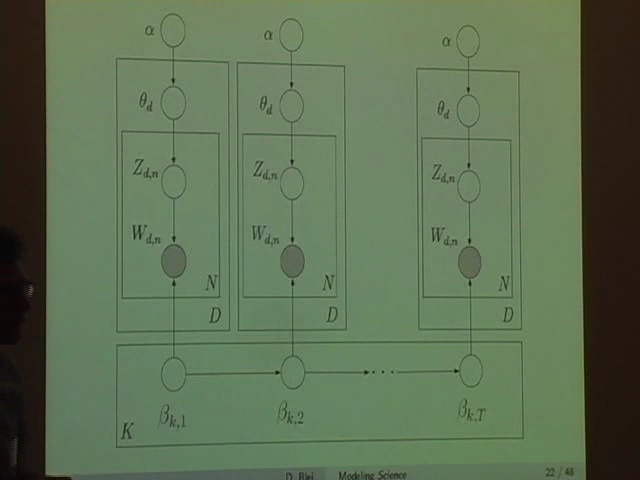 α α α
θ_d θ_d θ_d
Z_{d,n} Z_{d,n} Z_{d,n}
W_{d,n} W_{d,n} W_{d,n}
N N N
D D D
β_{k,1} β_{k,2} ... β_{k,T}
K
D. Blei Modeling Science 22 / 48